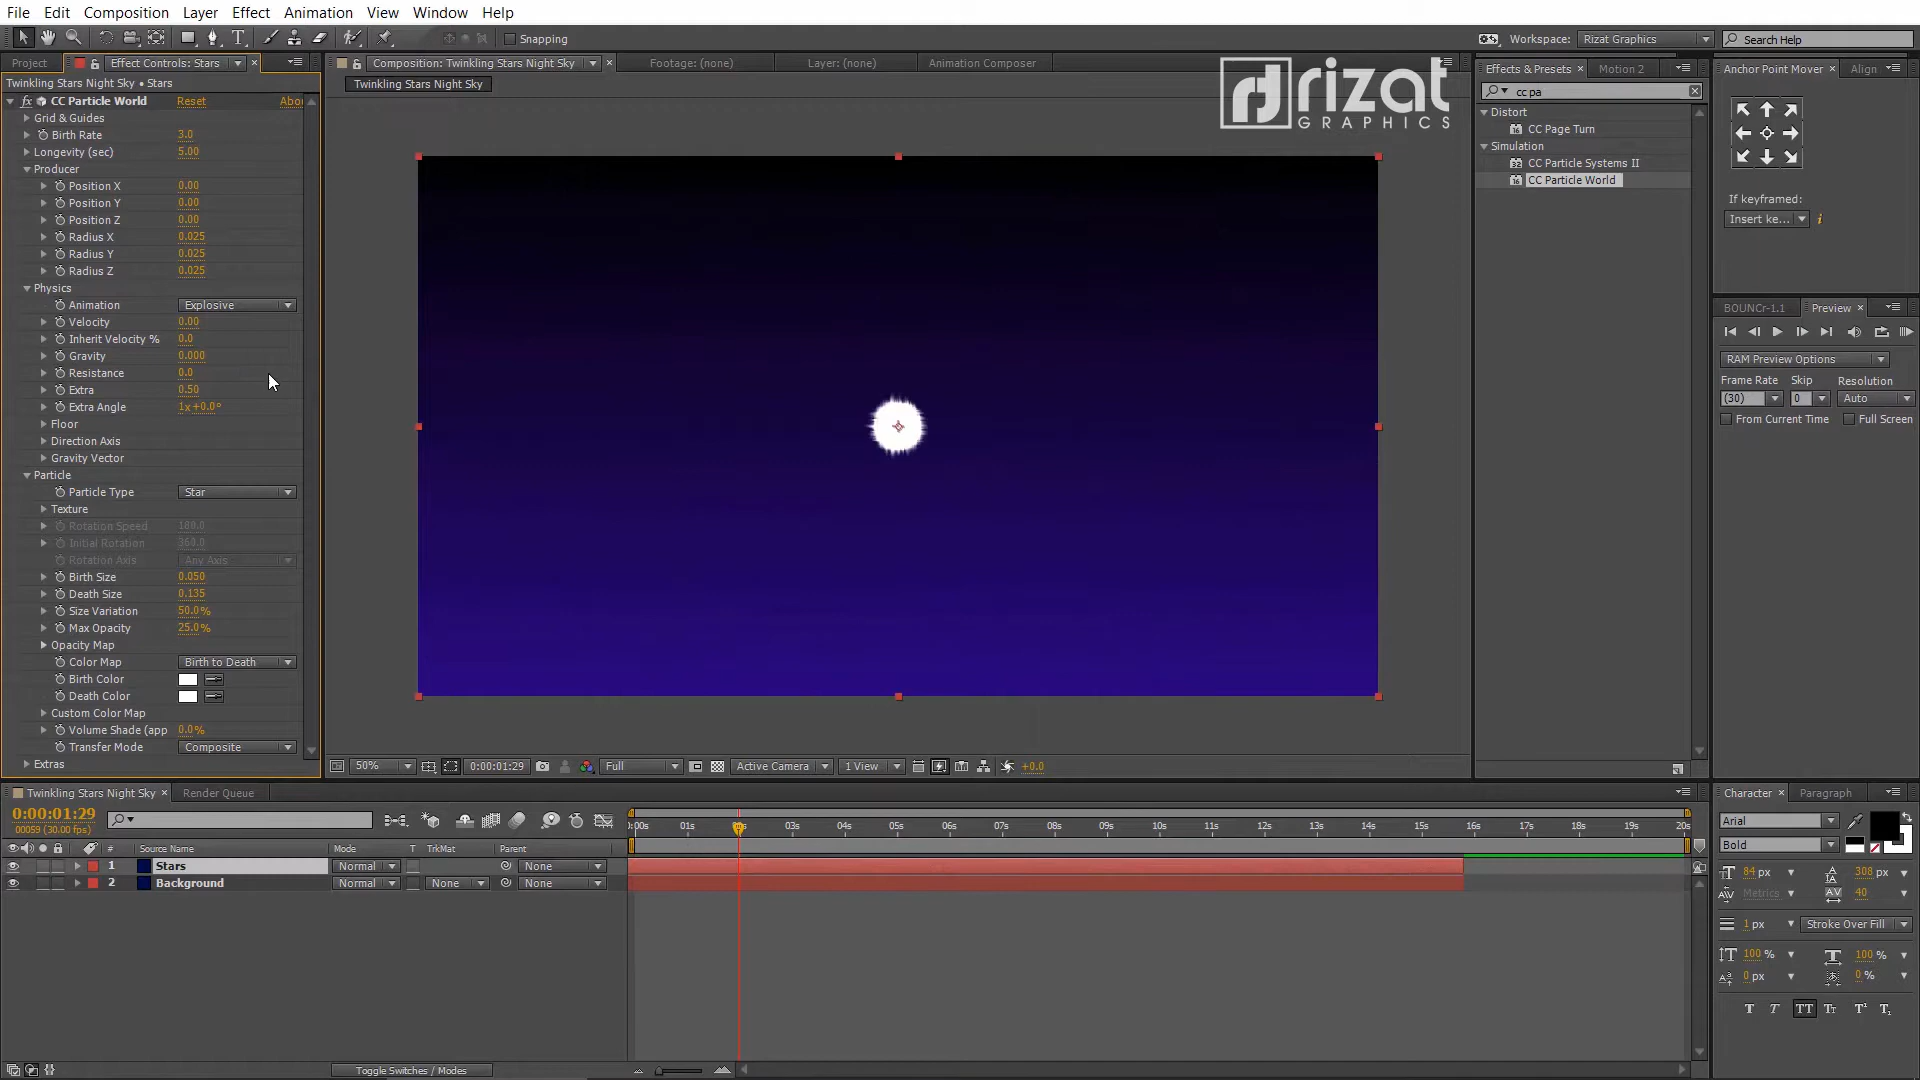 File Edit Composition Layer Effect Animation View Window Help
Snapping
Workspace: Rizat Graphics
Search Help
Project
Effect Controls: Stars
Composition: Twinkling Stars Night Sky
Footage: (none)
Layer: (none)
Animation Composer
Effects & Presets
Motion 2
Anchor Point Mover
Align
Twinkling Stars Night Sky • Stars
Twinkling Stars Night Sky
rizat
GRAPHICS
cc pa
fx CC Particle World Reset Abou
Grid & Guides
Birth Rate 3.0
Longevity (sec) 5.00
Producer
Position X 0.00
Position Y 0.00
Position Z 0.00
Radius X 0.025
Radius Y 0.025
Radius Z 0.025
Physics
Animation Explosive
Velocity 0.00
Inherit Velocity % 0.0
Gravity 0.000
Resistance 0.0
Extra 0.50
Extra Angle 1x+0.0°
Floor
Direction Axis
Gravity Vector
Particle
Particle Type Star
Texture
Rotation Speed 180.0
Initial Rotation 360.0
Rotation Axis Any Axis
Birth Size 0.050
Death Size 0.135
Size Variation 50.0%
Max Opacity 25.0%
Opacity Map
Color Map Birth to Death
Birth Color
Death Color
Custom Color Map
Volume Shade (app 0.0%
Transfer Mode Composite
Extras
Distort
CC Page Turn
Simulation
CC Particle Systems II
CC Particle World
If keyframed:
Insert ke...
BOUNCr-1.1
Preview
RAM Preview Options
Frame Rate Skip Resolution
(30) 0 Auto
From Current Time Full Screen
50% 0:00:01:29 Full Active Camera 1 View +0.0
Twinkling Stars Night Sky
Render Queue
0:00:01:29
00059 (30.00 fps)
:00s 01s 03s 04s 05s 06s 07s 08s 09s 10s 11s 12s 13s 14s 15s 16s 17s 18s 19s 20s
# Source Name Mode T TrkMat Parent
1 Stars Normal None
2 Background Normal None None
Toggle Switches / Modes
Character
Paragraph
Arial
Bold
84 px 308 px
Metrics 40
1 px Stroke Over Fill
100 % 100 %
0 px 0 %
T T TT Tt T¹ T₁